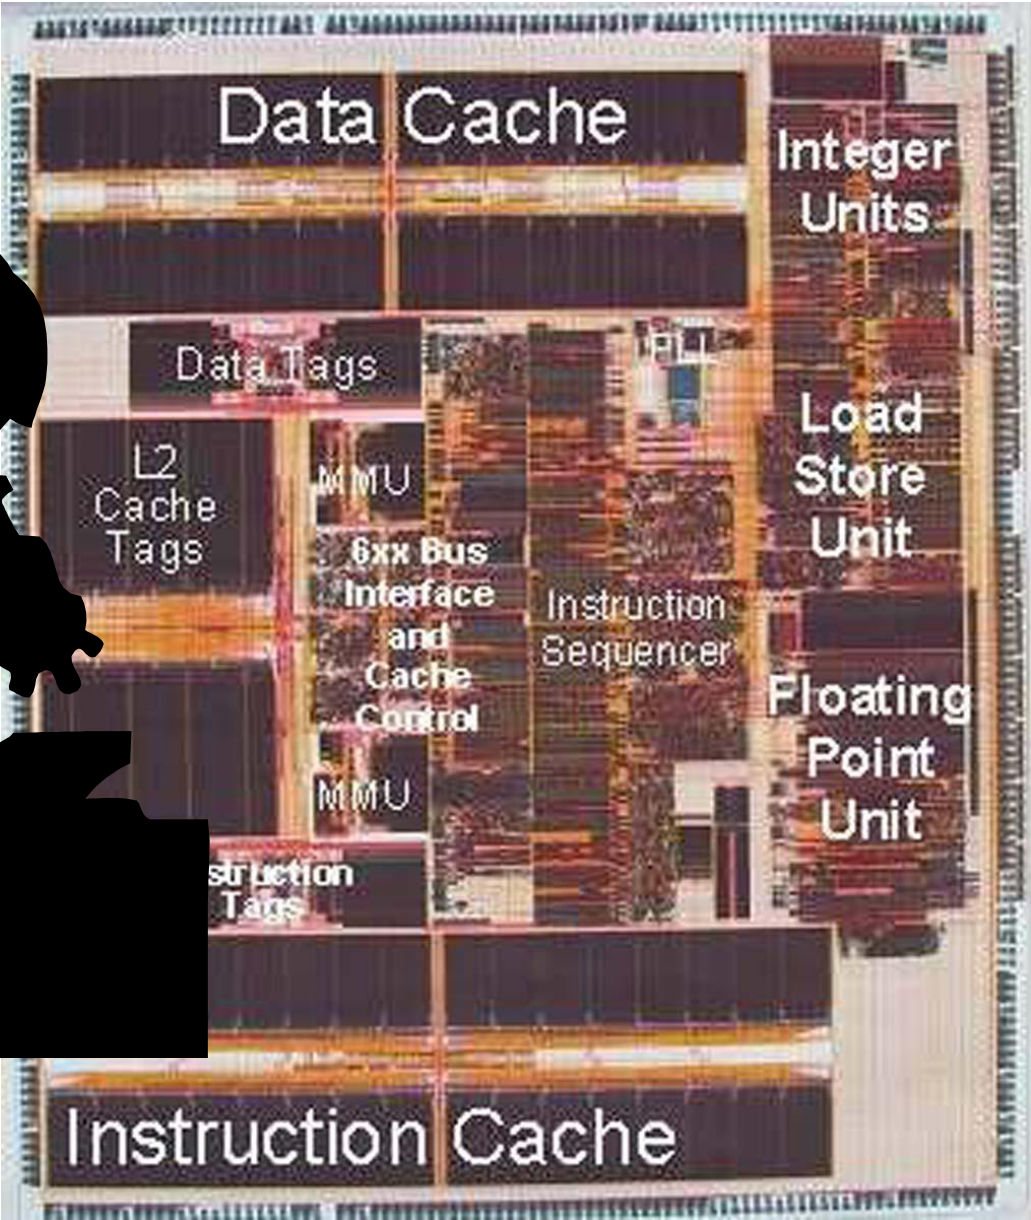 Data Cache
Integer
Units
Data Tags
Load
Store
Unit
L2
Cache
Tags
MMU
6xx Bus
Interface
and
Cache
Control
Instruction
Sequencer
Floating
Point
Unit
MMU
struction
Tags
Instruction Cache